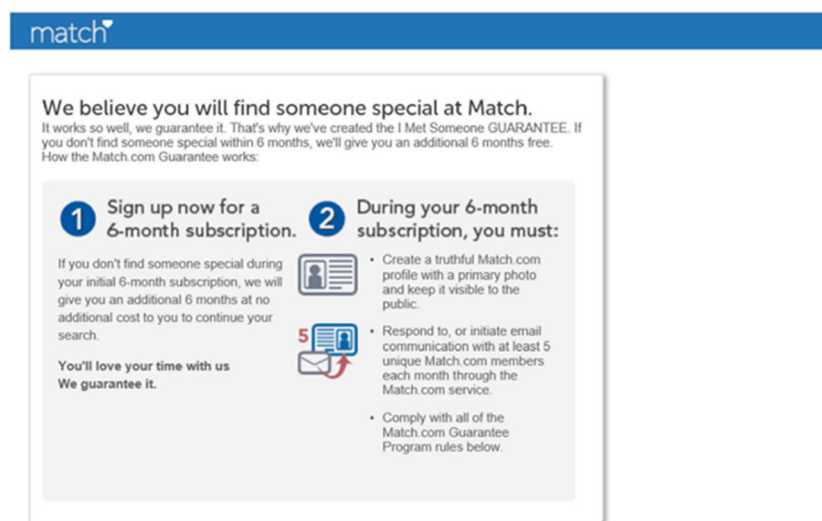 match
We believe you will find someone special at Match.
It works so well, we guarantee it. That's why we've created the I Met Someone GUARANTEE. If
you don't find someone special within 6 months, we'll give you an additional 6 months free.
How the Match.com Guarantee works:
1
Sign up now for a
6-month subscription.
If you don't find someone special during
your initial 6-month subscription, we will
give you an additional 6 months at no
additional cost to you to continue your
search.
You'll love your time with us
We guarantee it.
2
During your 6-month
subscription, you must:
• Create a truthful Match.com
profile with a primary photo
and keep it visible to the
public.
5
• Respond to, or initiate email
communication with at least 5
unique Match.com members
each month through the
Match.com service.
• Comply with all of the
Match.com Guarantee
Program rules below.